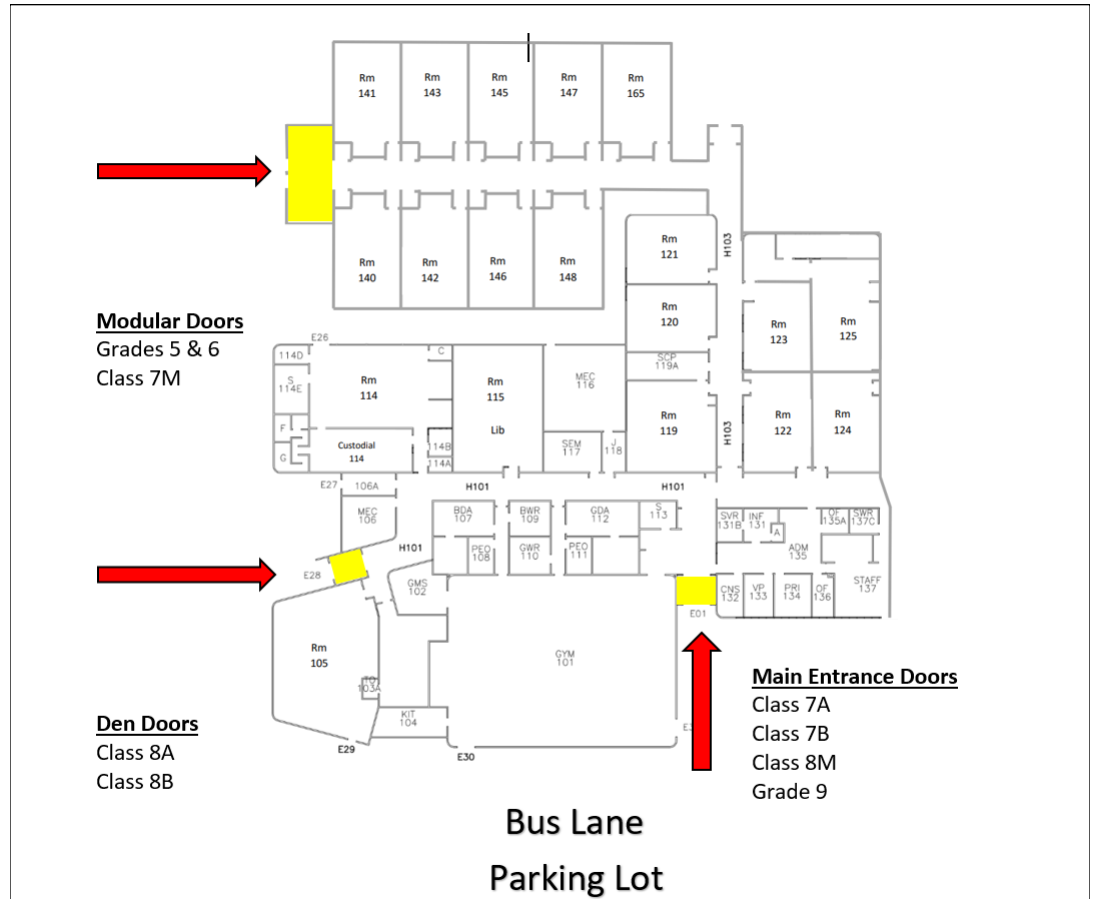 Rm
141
Rm
143
Rm
145
Rm
147
Rm
165
Rm
140
Rm
142
Rm
146
Rm
148
Rm
121
H103
Rm
120
Rm
123
Rm
125
SCP
119A
Rm
119
H103
Rm
122
Rm
124
Modular Doors
Grades 5 & 6
Class 7M
E26
114D
C
S
114E
Rm
114
Rm
115
Lib
MEC
116
F
G
Custodial
114
114B
114A
SEM
117
J
118
E27
106A
H101
H101
MEC
106
BDA
107
BWR
109
GDA
112
S
113
SVR
131B
INF
131
A
OF
135A
SWR
137C
ADM
135
H101
PEO
108
GWR
110
PEO
111
E28
GMS
102
CNS
132
VP
133
PRI
134
OF
136
STAFF
137
E01
Rm
105
GYM
101
103A
KIT
104
E29
E30
Den Doors
Class 8A
Class 8B
Main Entrance Doors
Class 7A
Class 7B
Class 8M
Grade 9
Bus Lane
Parking Lot